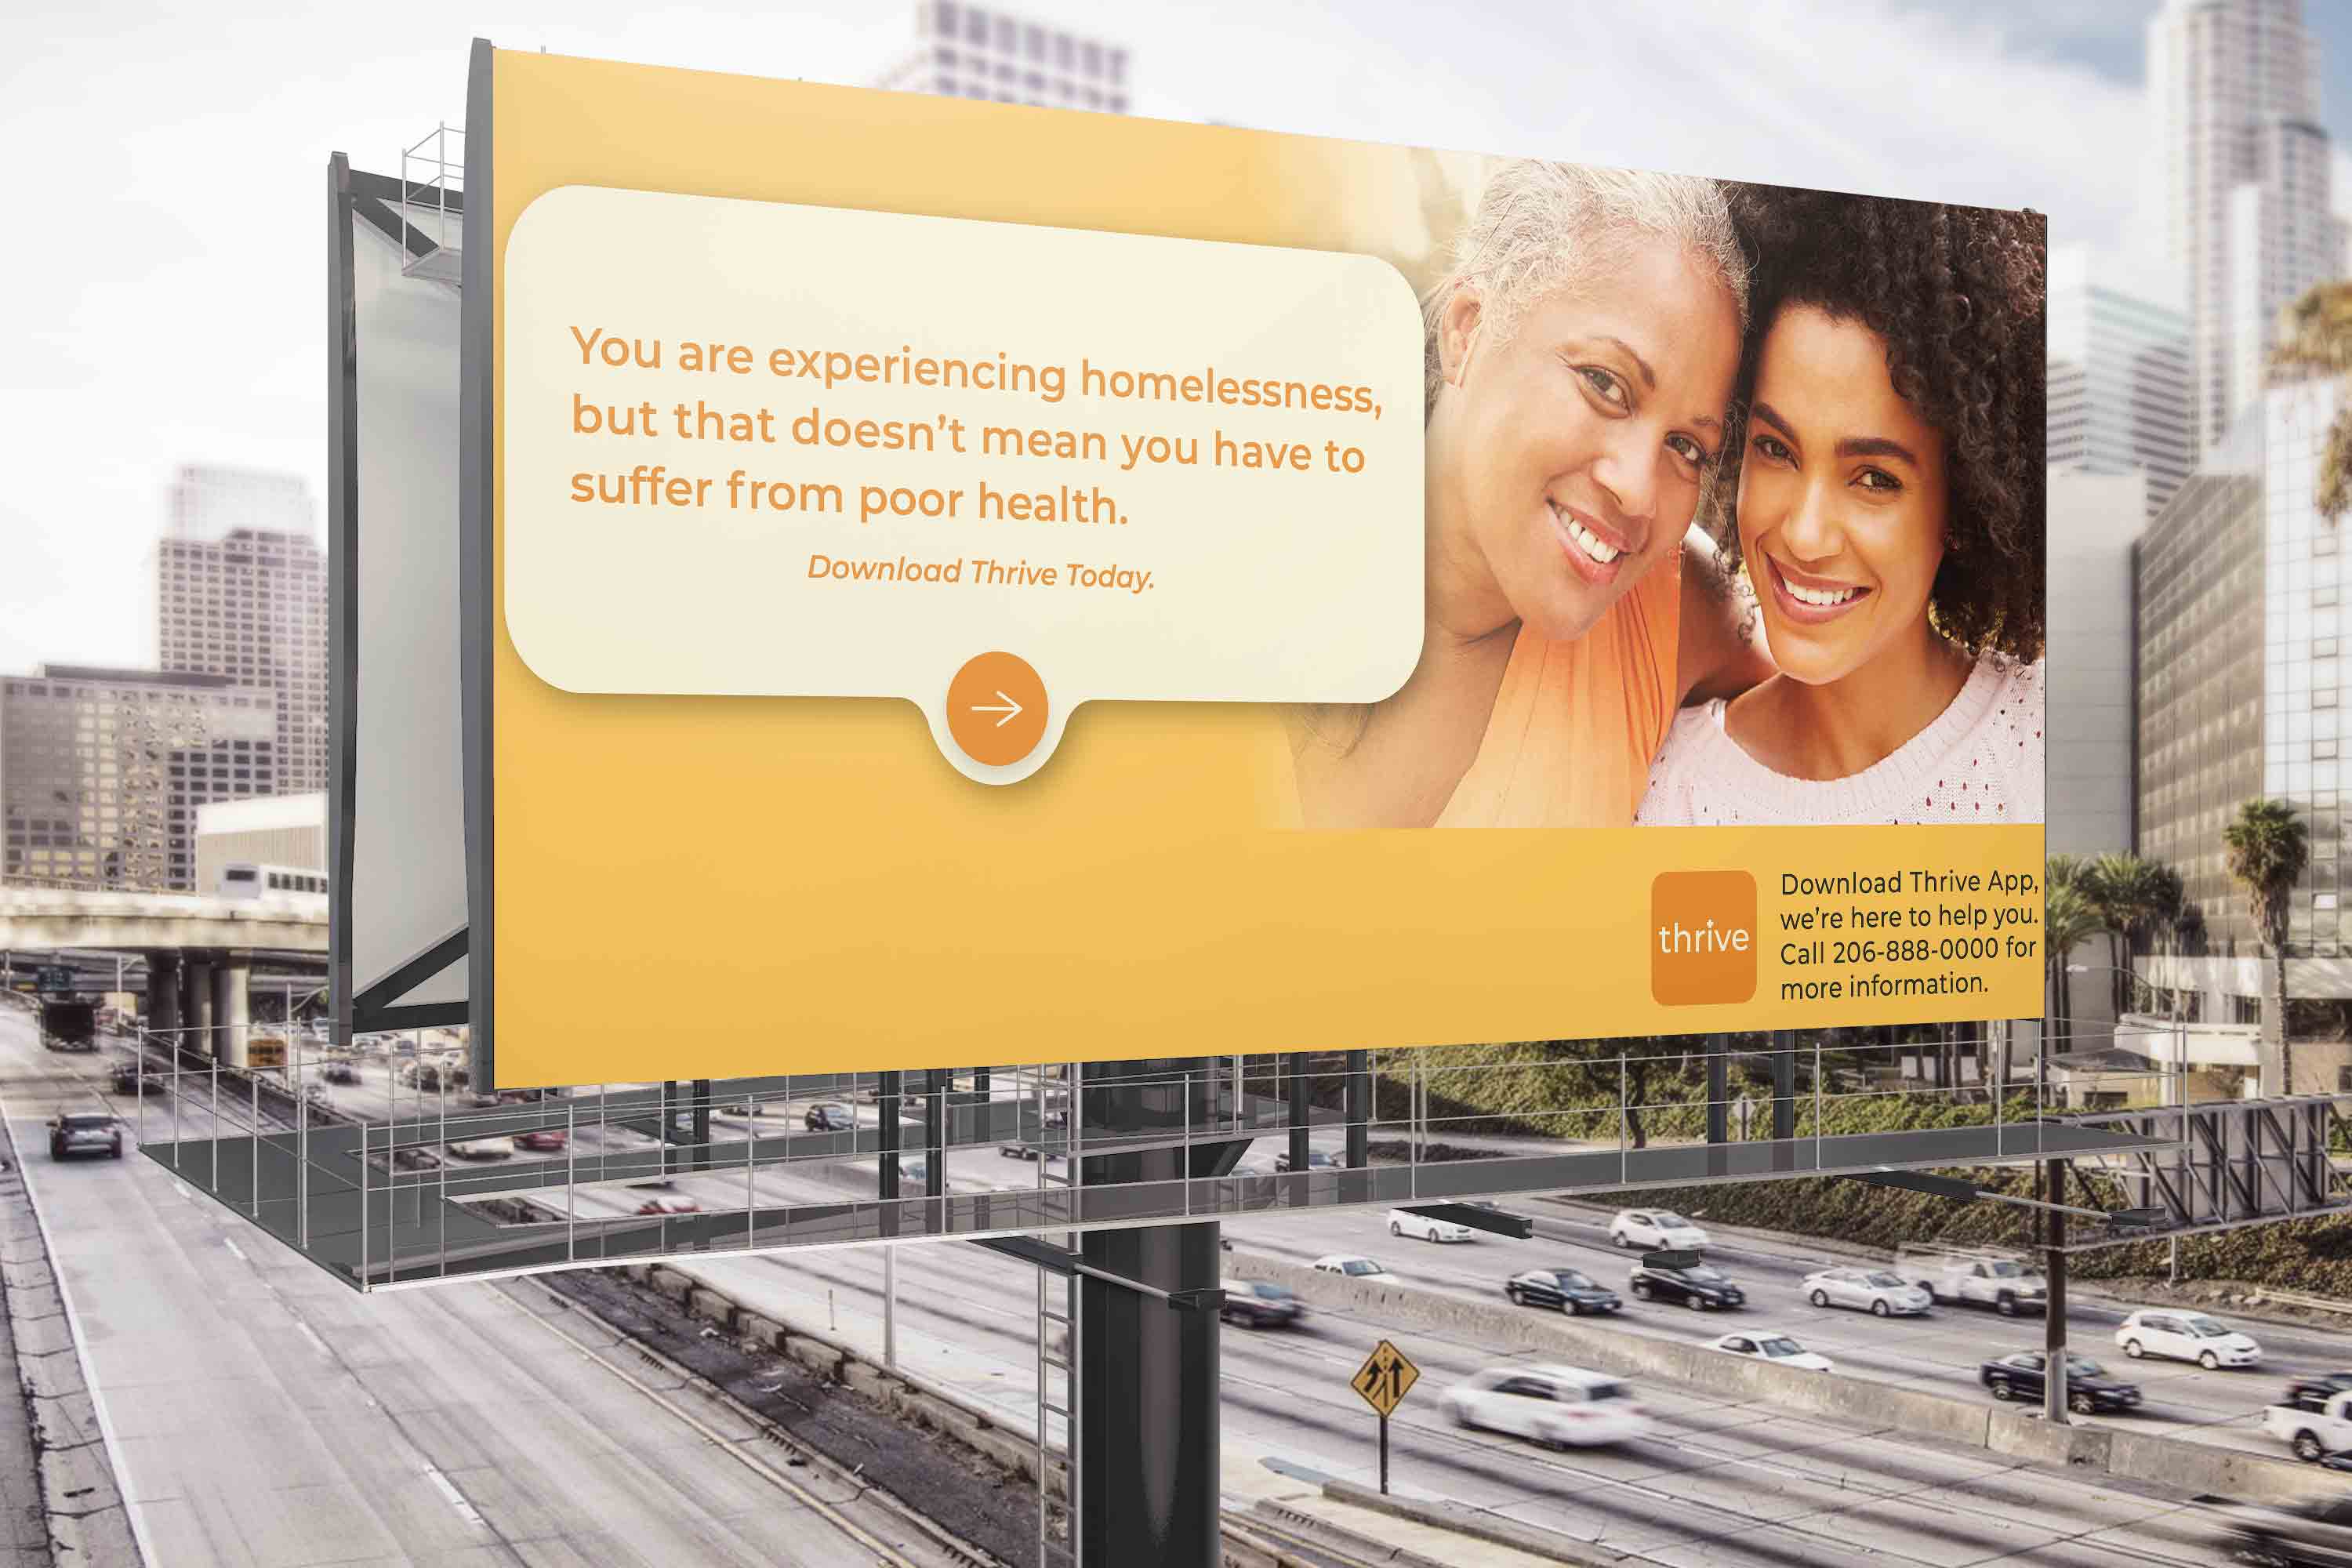 You are experiencing homelessness,
but that doesn't mean you have to
suffer from poor health.
Download Thrive Today.
thrive
Download Thrive App,
we're here to help you.
Call 206-888-0000 for
more information.